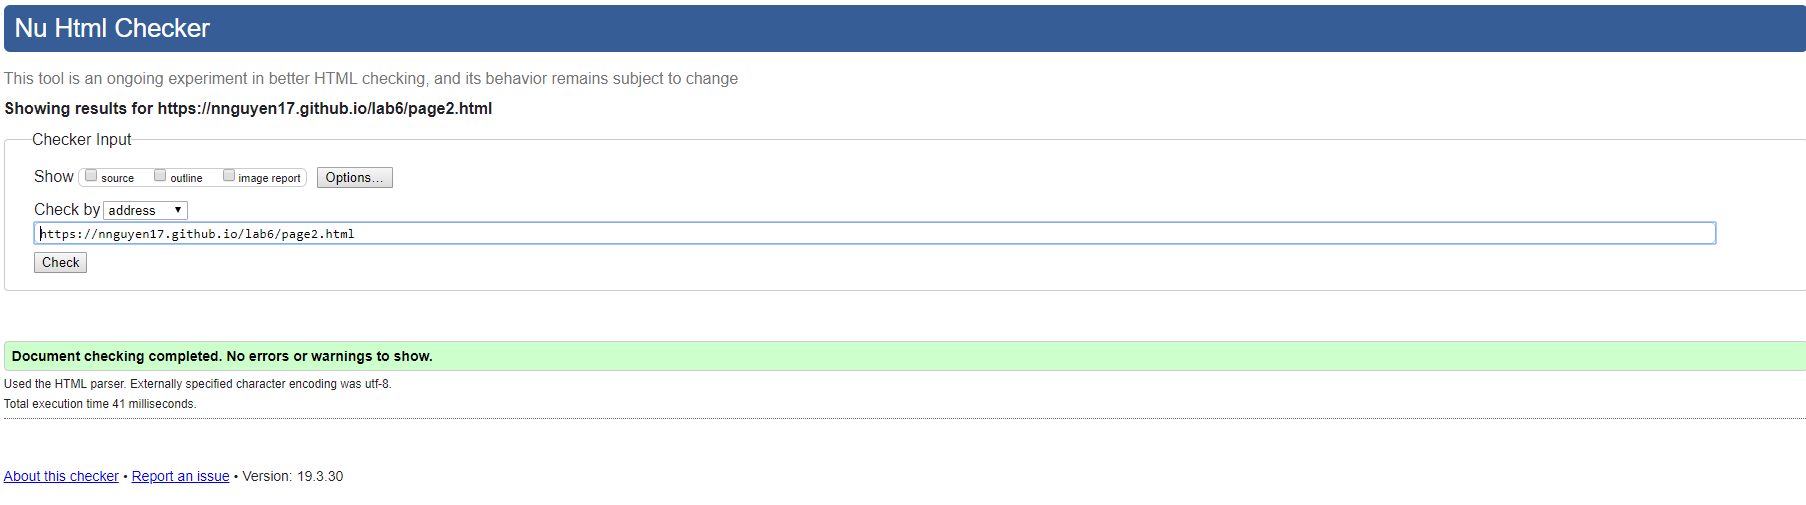 Nu Html Checker
This tool is an ongoing experiment in better HTML checking, and its behavior remains subject to change
Showing results for https://nnguyen17.github.io/lab6/page2.html
Checker Input
Show source outline image report Options...
Check by address
https://nnguyen17.github.io/lab6/page2.html
Check
Document checking completed. No errors or warnings to show.
Used the HTML parser. Externally specified character encoding was utf-8.
Total execution time 41 milliseconds.
About this checker • Report an issue • Version: 19.3.30